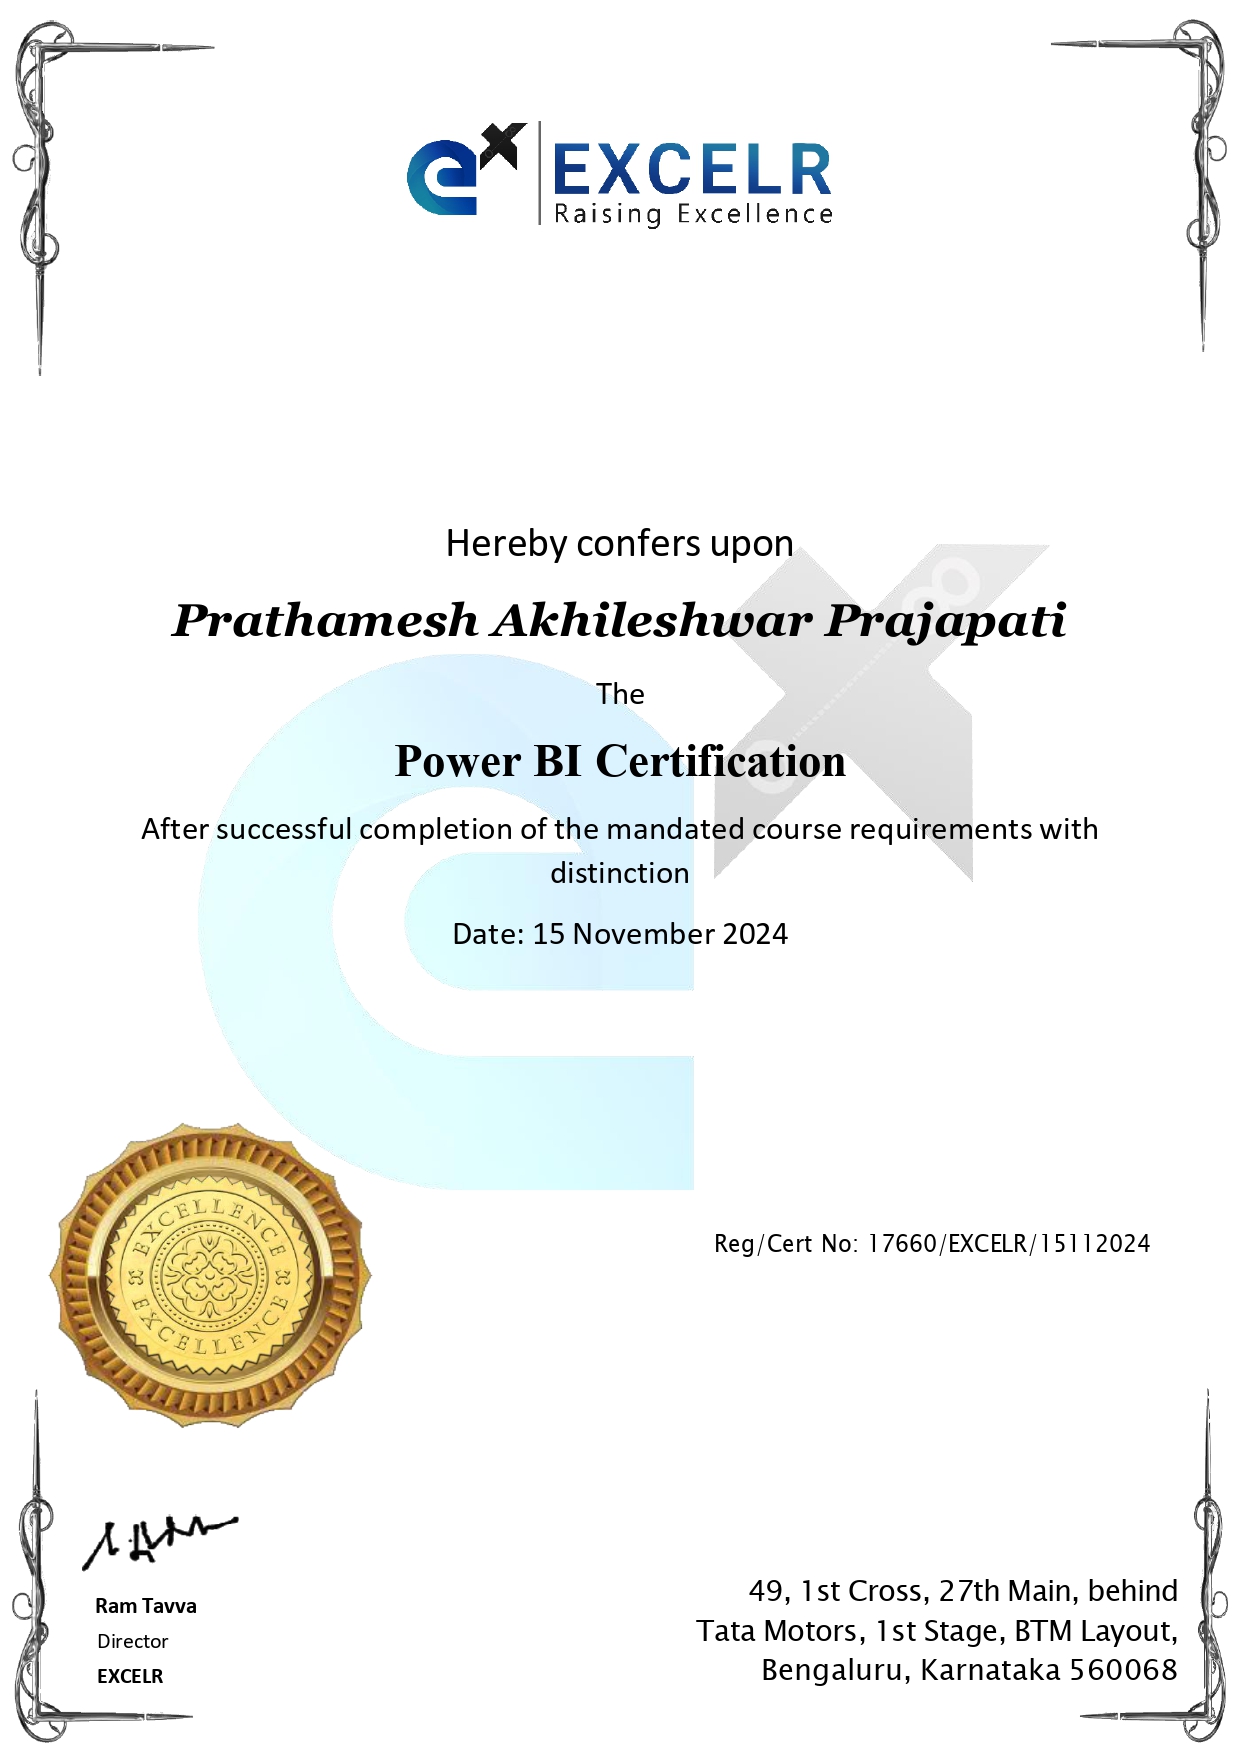 EXCELR
Raising Excellence
Hereby confers upon
Prathamesh Akhileshwar Prajapati
The
Power BI Certification
After successful completion of the mandated course requirements with
distinction
Date: 15 November 2024
EXCELLENCE
EXCELLENCE
Reg/Cert No: 17660/EXCELR/15112024
Ram Tavva
Director
EXCELR
49, 1st Cross, 27th Main, behind
Tata Motors, 1st Stage, BTM Layout,
Bengaluru, Karnataka 560068